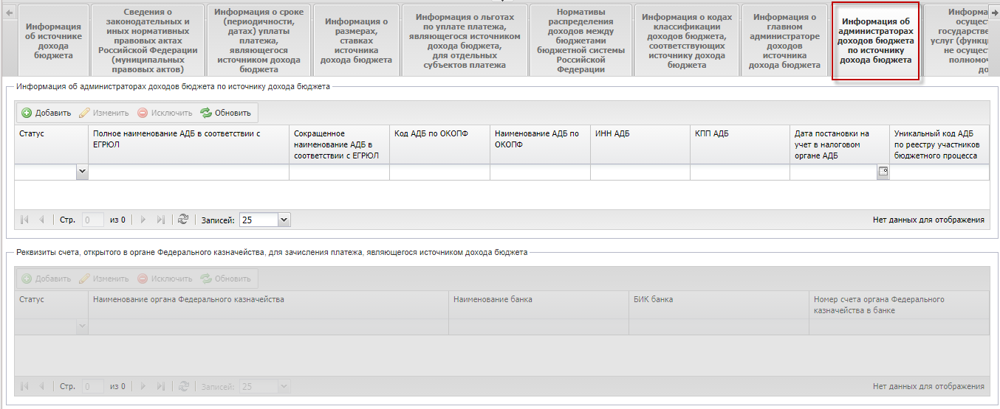 Информация
об источнике
дохода
бюджета
Сведения о
законодательных и
иных нормативных
правовых актах
Российской Федерации
(муниципальных
правовых актов)
Информация о сроке
(периодичности,
датах) уплаты
платежа,
являющегося
источником дохода
бюджета
Информация о
размерах,
ставках
источника
дохода бюджета
Информация о льготах
по уплате платежа,
являющегося источником
дохода бюджета,
для отдельных
субъектов платежа
Нормативы
распределения
доходов между
бюджетами
бюджетной системы
Российской
Федерации
Информация о кодах
классификации
доходов бюджета,
соответствующих
источнику дохода
бюджета
Информация о
главном
администраторе
доходов
источника
дохода бюджета
Информация об
администраторах
доходов бюджета
по источнику
дохода бюджета
Информа
осущест
государстве
услуг (функц
не осущест
полномоч
до
Информация об администраторах доходов бюджета по источнику дохода бюджета
Добавить Изменить Исключить Обновить
Статус
Полное наименование АДБ в соответствии с
ЕГРЮЛ
Сокращенное
наименование АДБ в
соответствии с ЕГРЮЛ
Код АДБ по ОКОПФ
Наименование АДБ по
ОКОПФ
ИНН АДБ
КПП АДБ
Дата постановки на
учет в налоговом
органе АДБ
Уникальный код АДБ
по реестру участников
бюджетного процесса
Стр. 0 из 0 Записей: 25 Нет данных для отображения
Реквизиты счета, открытого в органе Федерального казначейства, для зачисления платежа, являющегося источником дохода бюджета
Добавить Изменить Исключить Обновить
Статус
Наименование органа Федерального казначейства
Наименование банка
БИК банка
Номер счета органа Федерального
казначейства в банке
Стр. 0 из 0 Записей: 25 Нет данных для отображения